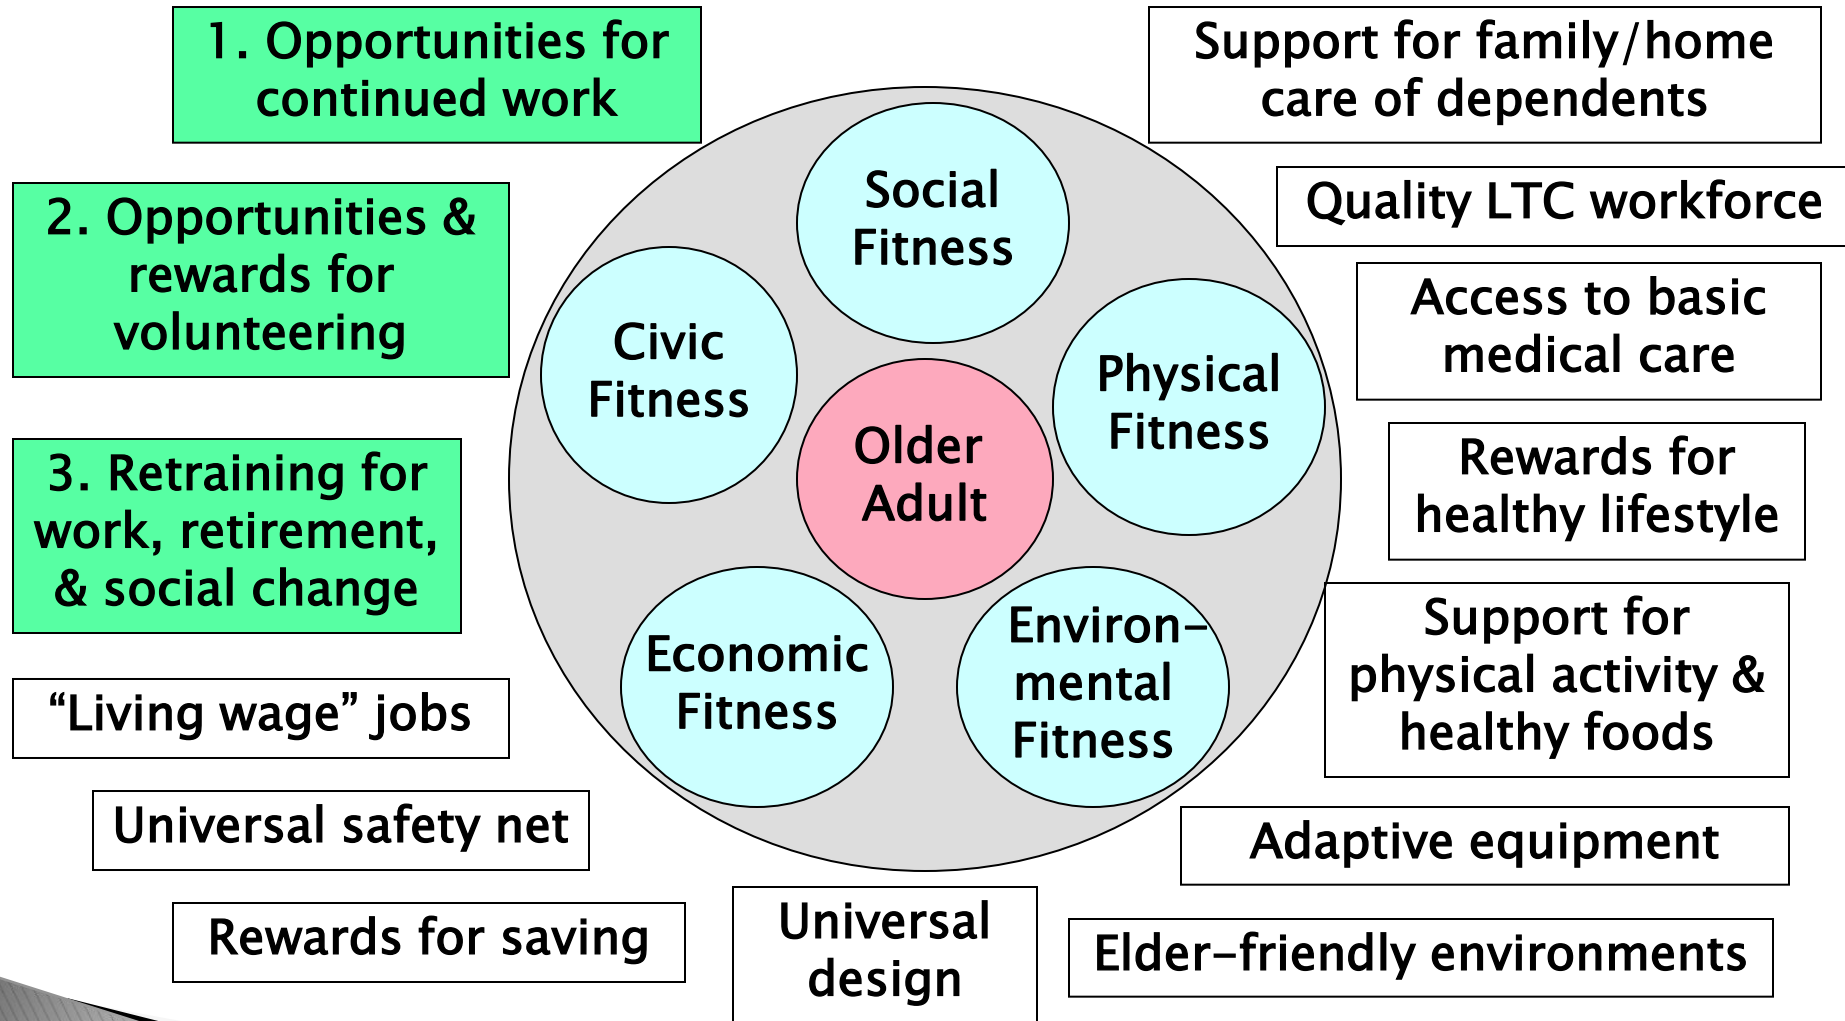 1. Opportunities for
continued work
2. Opportunities &
rewards for
volunteering
3. Retraining for
work, retirement,
& social change
“Living wage” jobs
Universal safety net
Rewards for saving
Social
Fitness
Civic
Fitness
Physical
Fitness
Older
Adult
Economic
Fitness
Environ-
mental
Fitness
Universal
design
Support for family/home
care of dependents
Quality LTC workforce
Access to basic
medical care
Rewards for
healthy lifestyle
Support for
physical activity &
healthy foods
Adaptive equipment
Elder-friendly environments